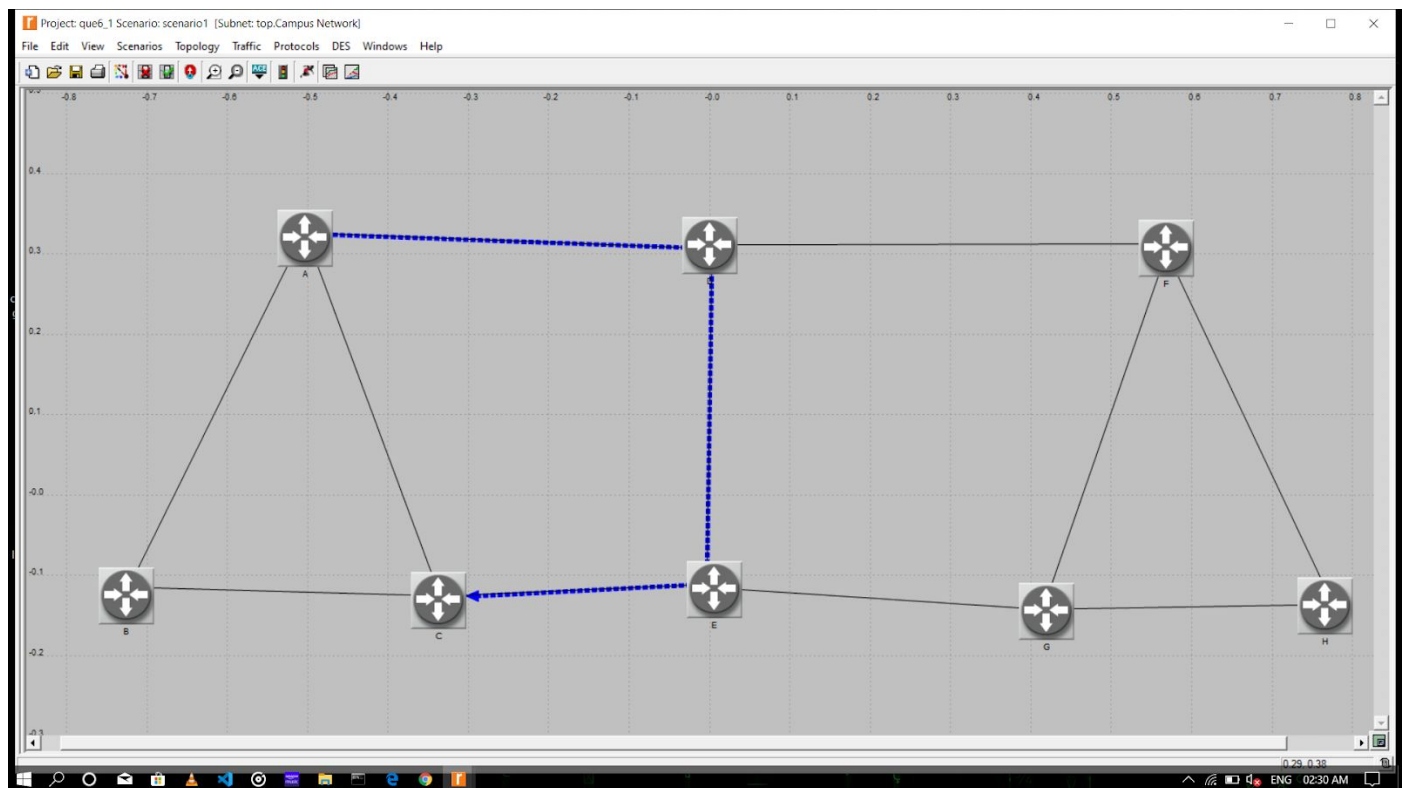 Project: que6_1 Scenario: scenario1 [Subnet: top.Campus Network]
File Edit View Scenarios Topology Traffic Protocols DES Windows Help
-0.8 -0.7 -0.6 -0.5 -0.4 -0.3 -0.2 -0.1 -0.0 0.1 0.2 0.3 0.4 0.5 0.6 0.7 0.8
0.4
0.3
A
F
0.2
0.1
-0.0
-0.1
B
C
E
G
H
-0.2
-0.3
0.29, 0.38
ENG 02:30 AM